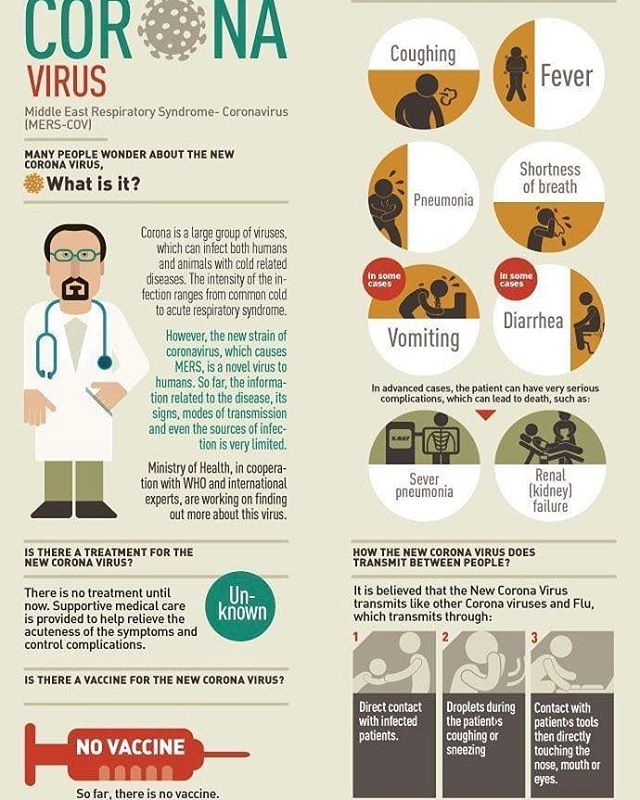 COR NA
VIRUS
Middle East Respiratory Syndrome- Coronavirus
(MERS-COV)
MANY PEOPLE WONDER ABOUT THE NEW
CORONA VIRUS,
What is it?
Corona is a large group of viruses,
which can infect both humans
and animals with cold related
diseases. The intensity of the in-
fection ranges from common cold
to acute respiratory syndrome.
However, the new strain of
coronavirus, which causes
MERS, is a novel virus to
humans. So far, the informa-
tion related to the disease, its
signs, modes of transmission
and even the sources of infec-
tion is very limited.
Ministry of Health, in coopera-
tion with WHO and international
experts, are working on finding
out more about this virus.
IS THERE A TREATMENT FOR THE
NEW CORONA VIRUS?
There is no treatment until
now. Supportive medical care
is provided to help relieve the
acuteness of the symptoms and
control complications.
Un-
known
IS THERE A VACCINE FOR THE NEW CORONA VIRUS?
NO VACCINE
So far, there is no vaccine.
Coughing
Fever
Pneumonia
Shortness
of breath
In some
cases
Vomiting
In some
cases
Diarrhea
In advanced cases, the patient can have very serious
complications, which can lead to death, such as:
X-RAY
Sever
pneumonia
Renal
(kidney)
failure
HOW THE NEW CORONA VIRUS DOES
TRANSMIT BETWEEN PEOPLE?
It is believed that the New Corona Virus
transmits like other Corona viruses and Flu,
which transmits through:
1
Direct contact
with infected
patients.
2
Droplets during
the patient›s
coughing or
sneezing
3
Contact with
patient›s tools
then directly
touching the
nose, mouth or
eyes.